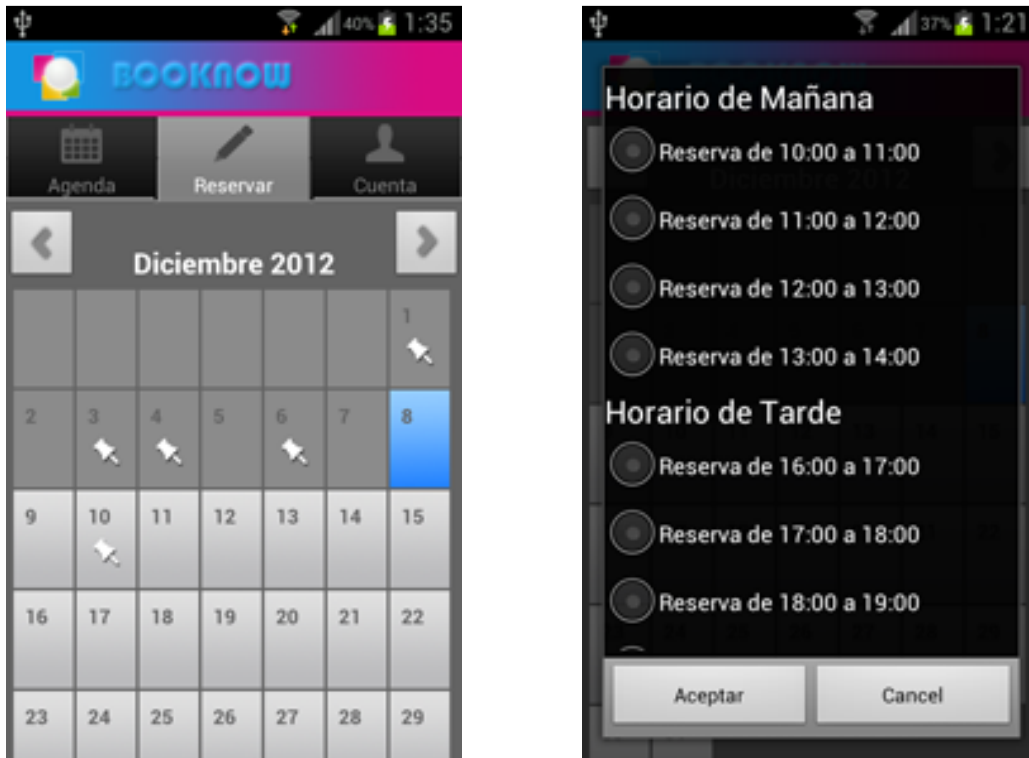 40% 1:35
BOOKNOW
Agenda Reservar Cuenta
Diciembre 2012
1
2 3 4 5 6 7 8
9 10 11 12 13 14 15
16 17 18 19 20 21 22
23 24 25 26 27 28 29
37% 1:21
Horario de Mañana
Reserva de 10:00 a 11:00
Diciembre 2012
Reserva de 11:00 a 12:00
Reserva de 12:00 a 13:00
Reserva de 13:00 a 14:00
Horario de Tarde
Reserva de 16:00 a 17:00
Reserva de 17:00 a 18:00
Reserva de 18:00 a 19:00
Aceptar Cancel